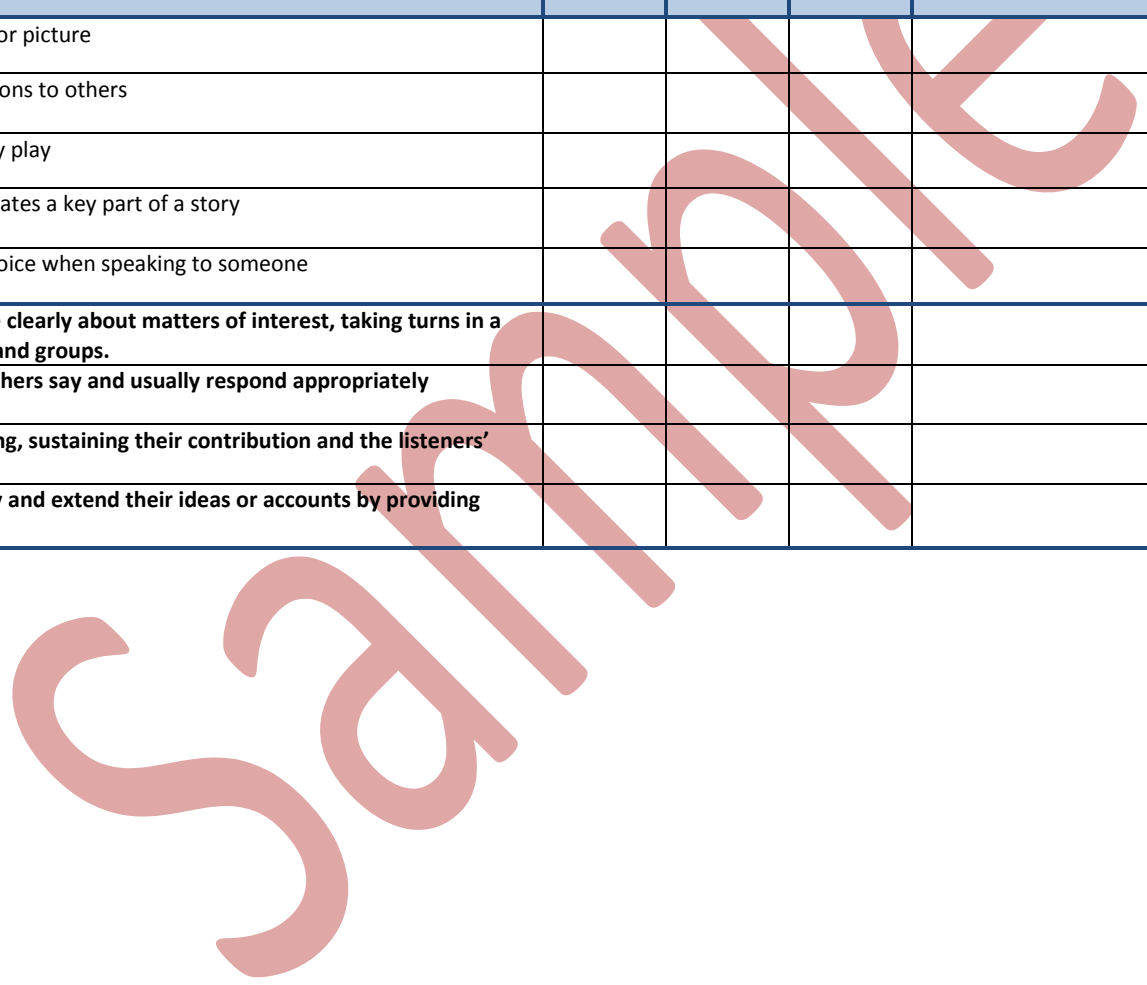 or picture
ons to others
play
ates a key part of a story
oice when speaking to someone
clearly about matters of interest, taking turns in a
and groups.
hers say and usually respond appropriately
ng, sustaining their contribution and the listeners’
and extend their ideas or accounts by providing
Sample